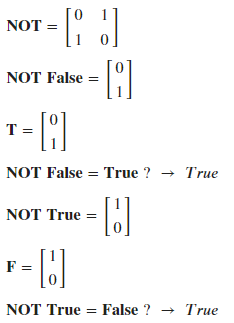 NOT = [0 1
1 0]
NOT False = [0
1]
T = [0
1]
NOT False = True ? → True
NOT True = [1
0]
F = [1
0]
NOT True = False ? → True